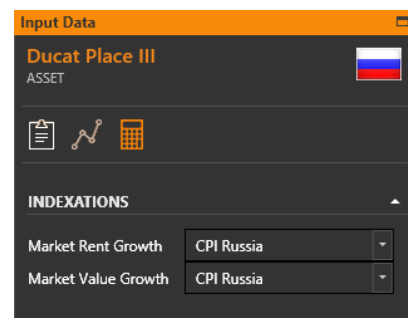 Input Data
Ducat Place III
ASSET
INDEXATIONS
Market Rent Growth CPI Russia
Market Value Growth CPI Russia